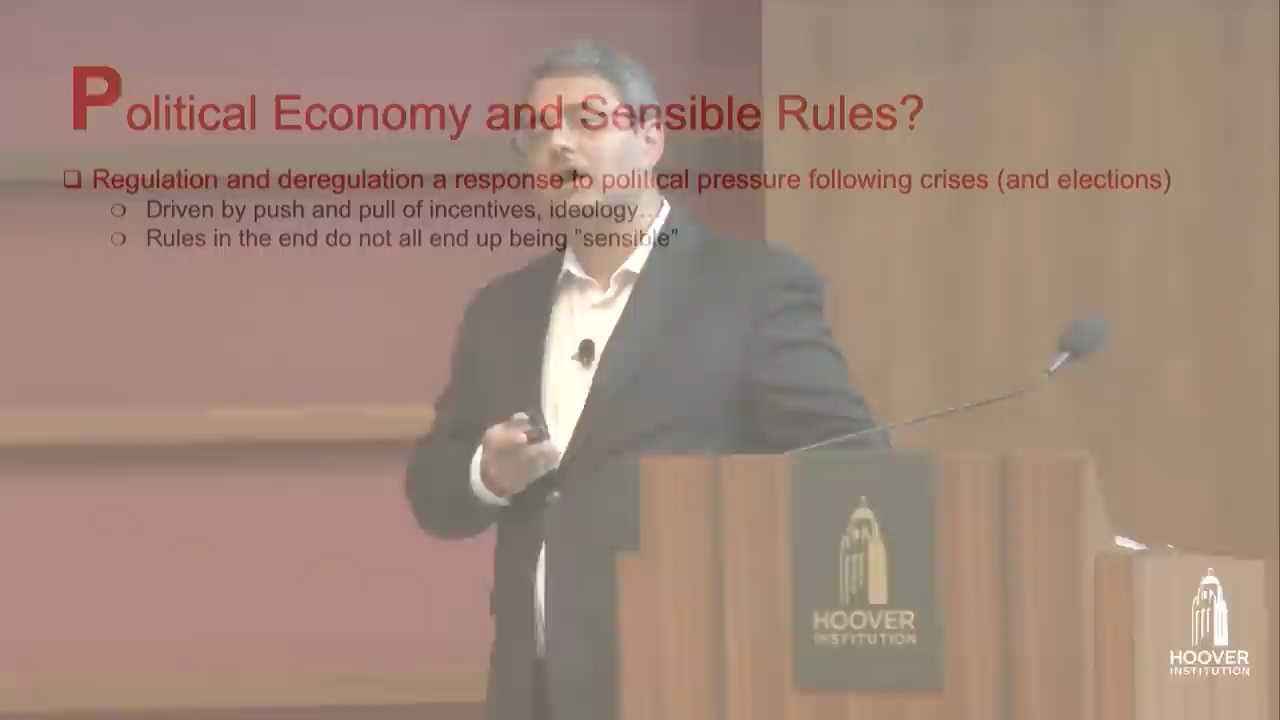 Political Economy and Sensible Rules?
❑ Regulation and deregulation a response to political pressure following crises (and elections)
❍ Driven by push and pull of incentives, ideology…
❍ Rules in the end do not all end up being "sensible"
HOOVER
INSTITUTION
HOOVER
INSTITUTION